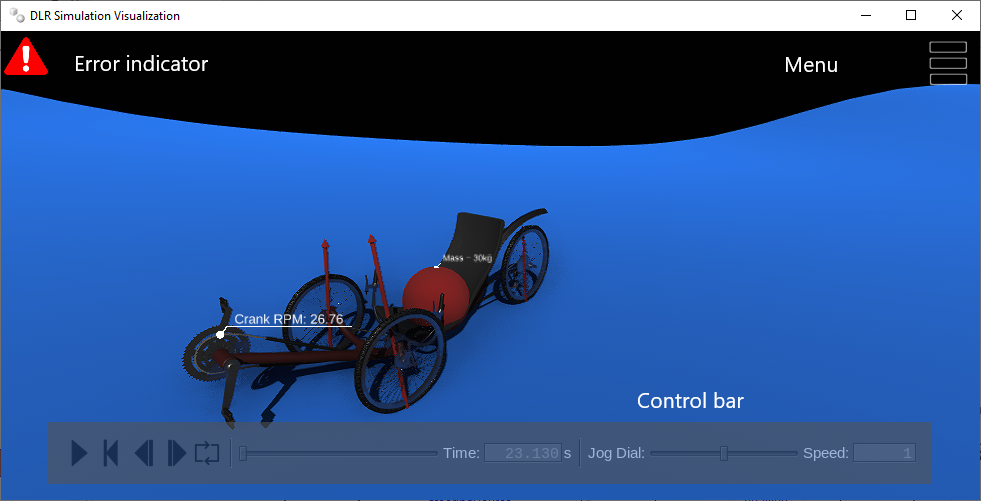 DLR Simulation Visualization
Error indicator
Menu
Mass = 30kg
Crank RPM: 26.76
Control bar
Time: 23.130 s Jog Dial: Speed: 1